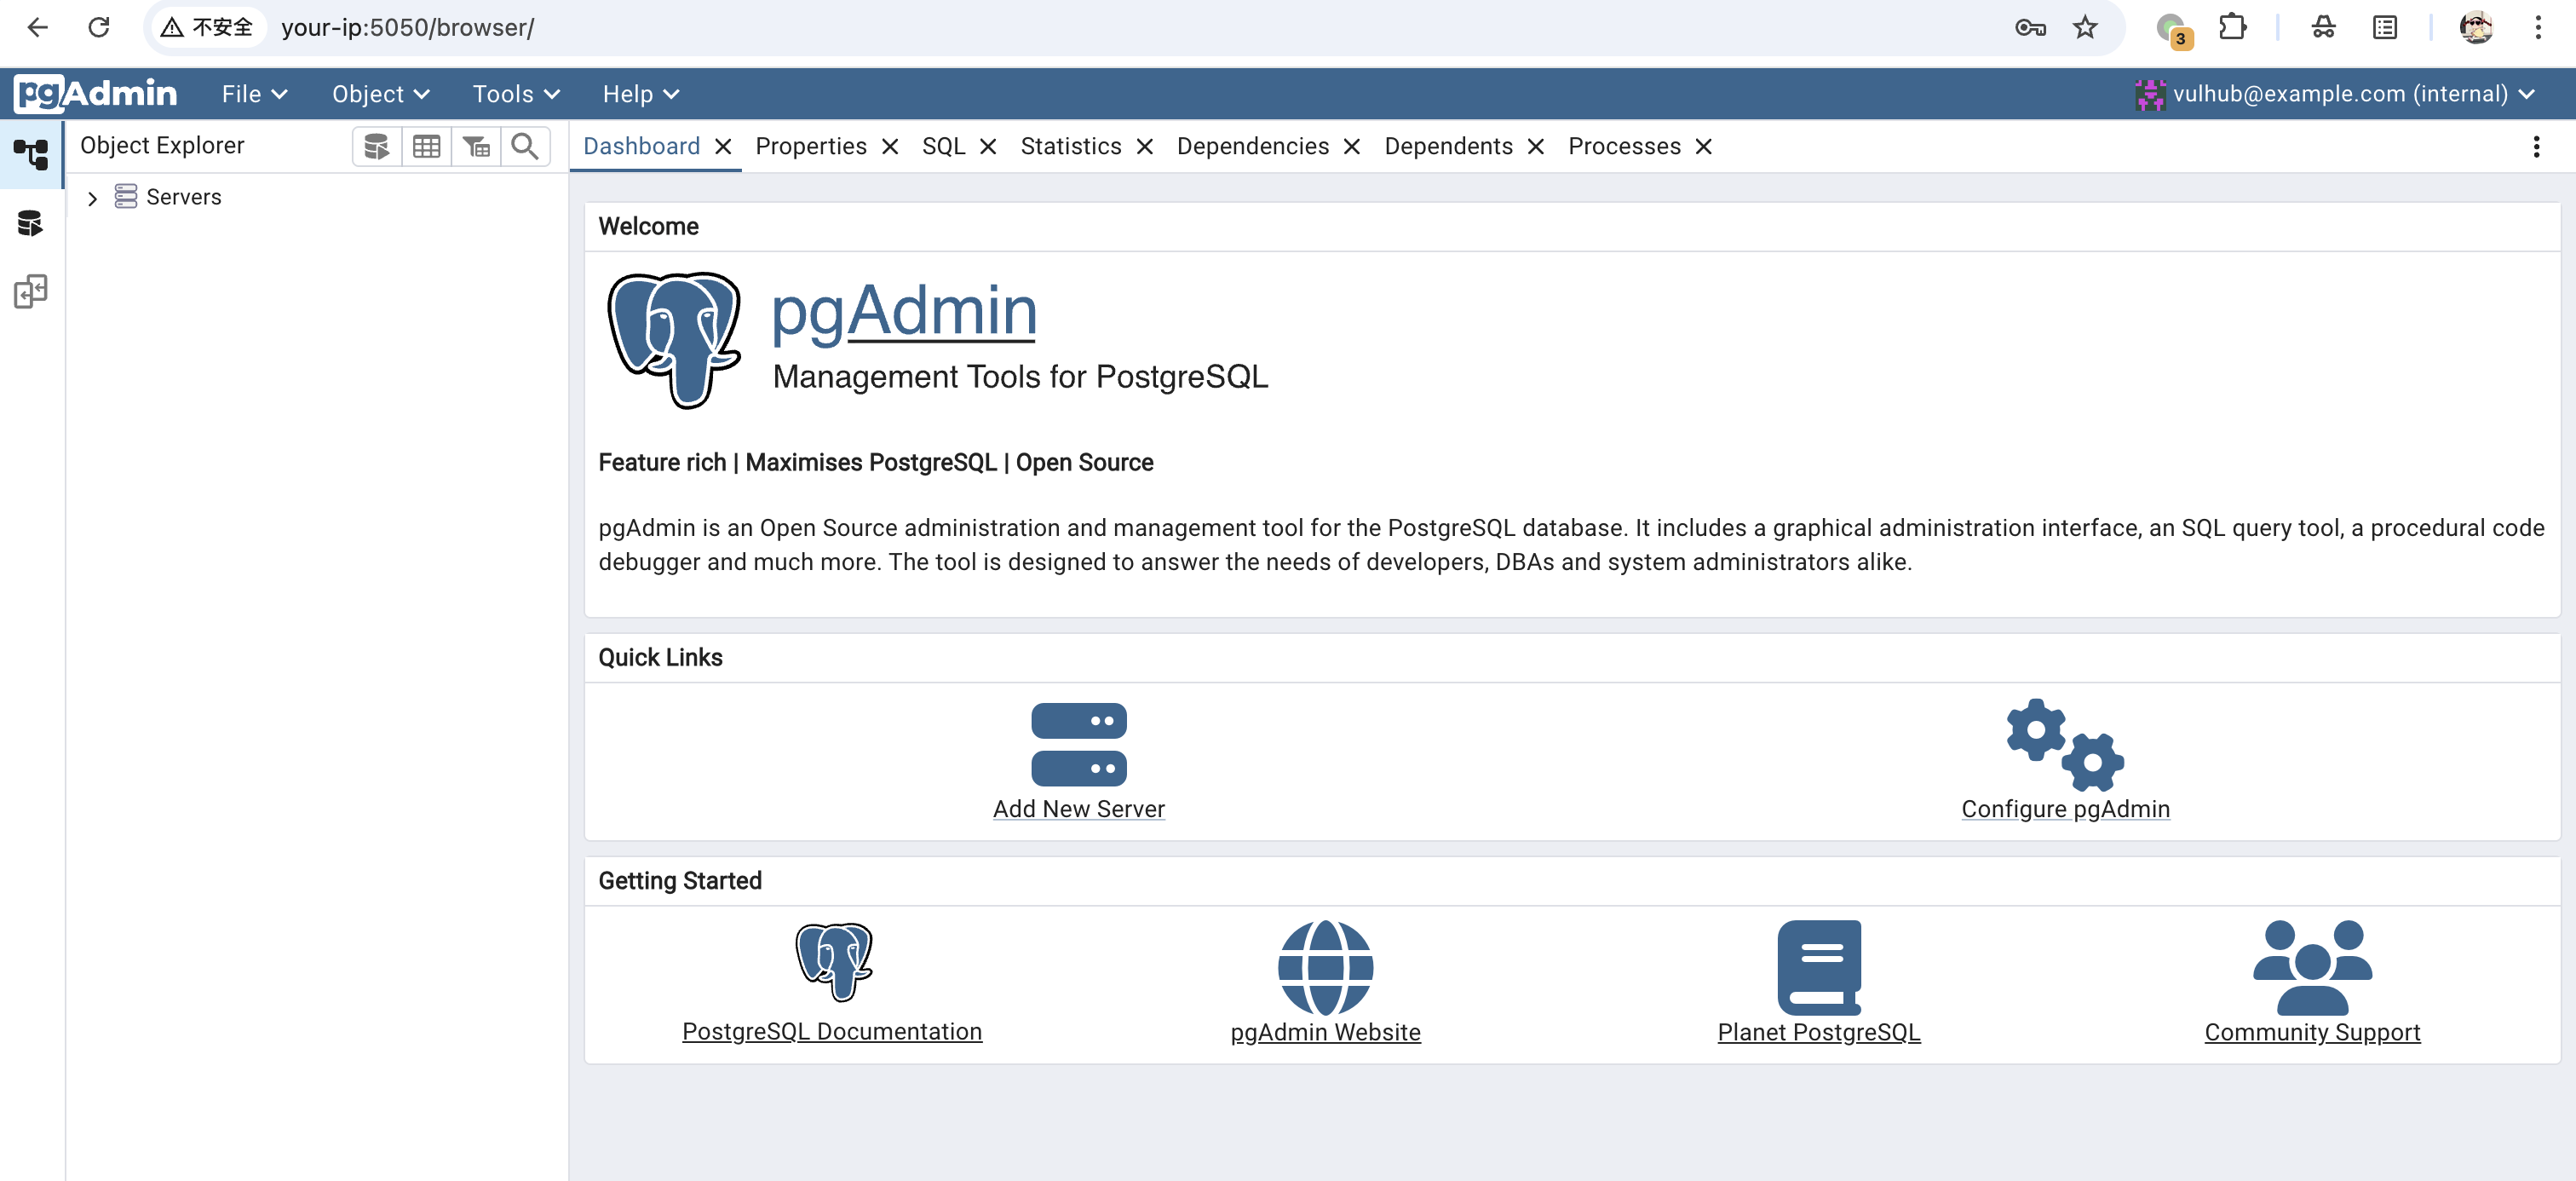 不安全 your-ip:5050/browser/
3
pgAdmin File Object Tools Help vulhub@example.com (internal)
Object Explorer
Dashboard Properties SQL Statistics Dependencies Dependents Processes
Servers
Welcome
pgAdmin
Management Tools for PostgreSQL
Feature rich | Maximises PostgreSQL | Open Source
pgAdmin is an Open Source administration and management tool for the PostgreSQL database. It includes a graphical administration interface, an SQL query tool, a procedural code
debugger and much more. The tool is designed to answer the needs of developers, DBAs and system administrators alike.
Quick Links
Add New Server Configure pgAdmin
Getting Started
PostgreSQL Documentation pgAdmin Website Planet PostgreSQL Community Support